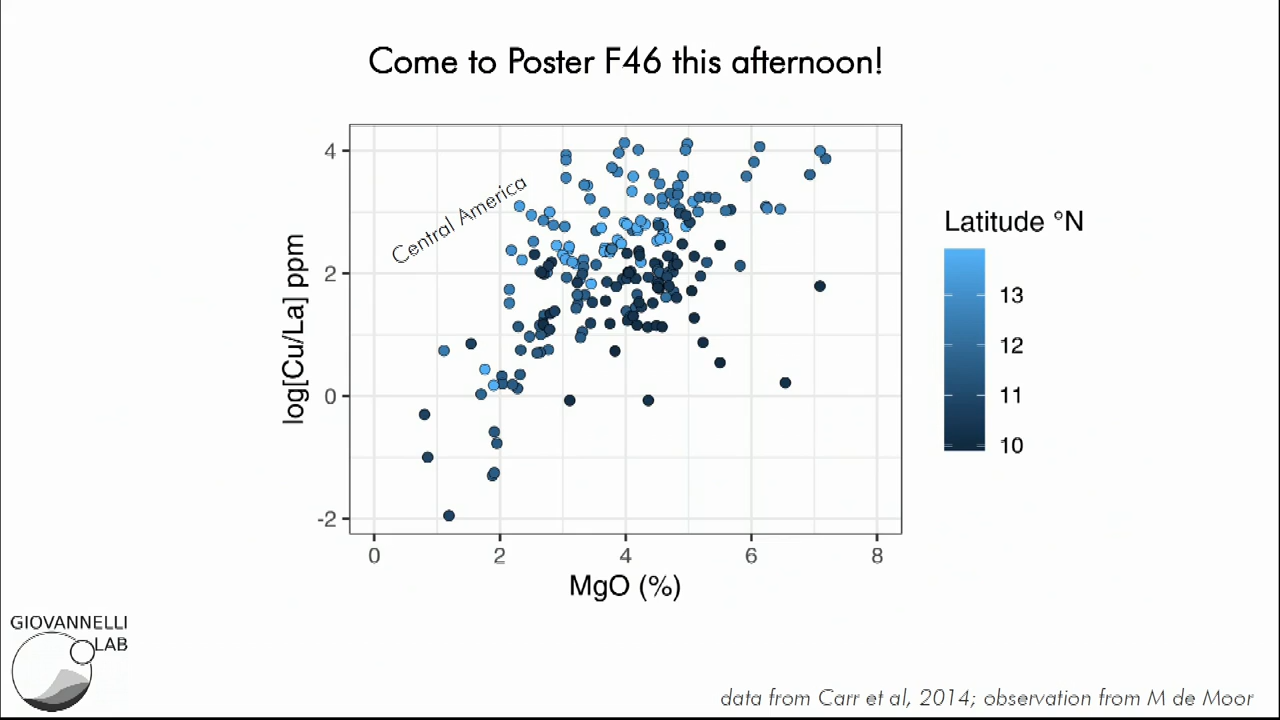 Come to Poster F46 this afternoon!
Central America
4
2
0
-2
log[Cu/La] ppm
0 2 4 6 8
MgO (%)
Latitude °N
13
12
11
10
GIOVANNELLI
LAB
data from Carr et al, 2014; observation from M de Moor